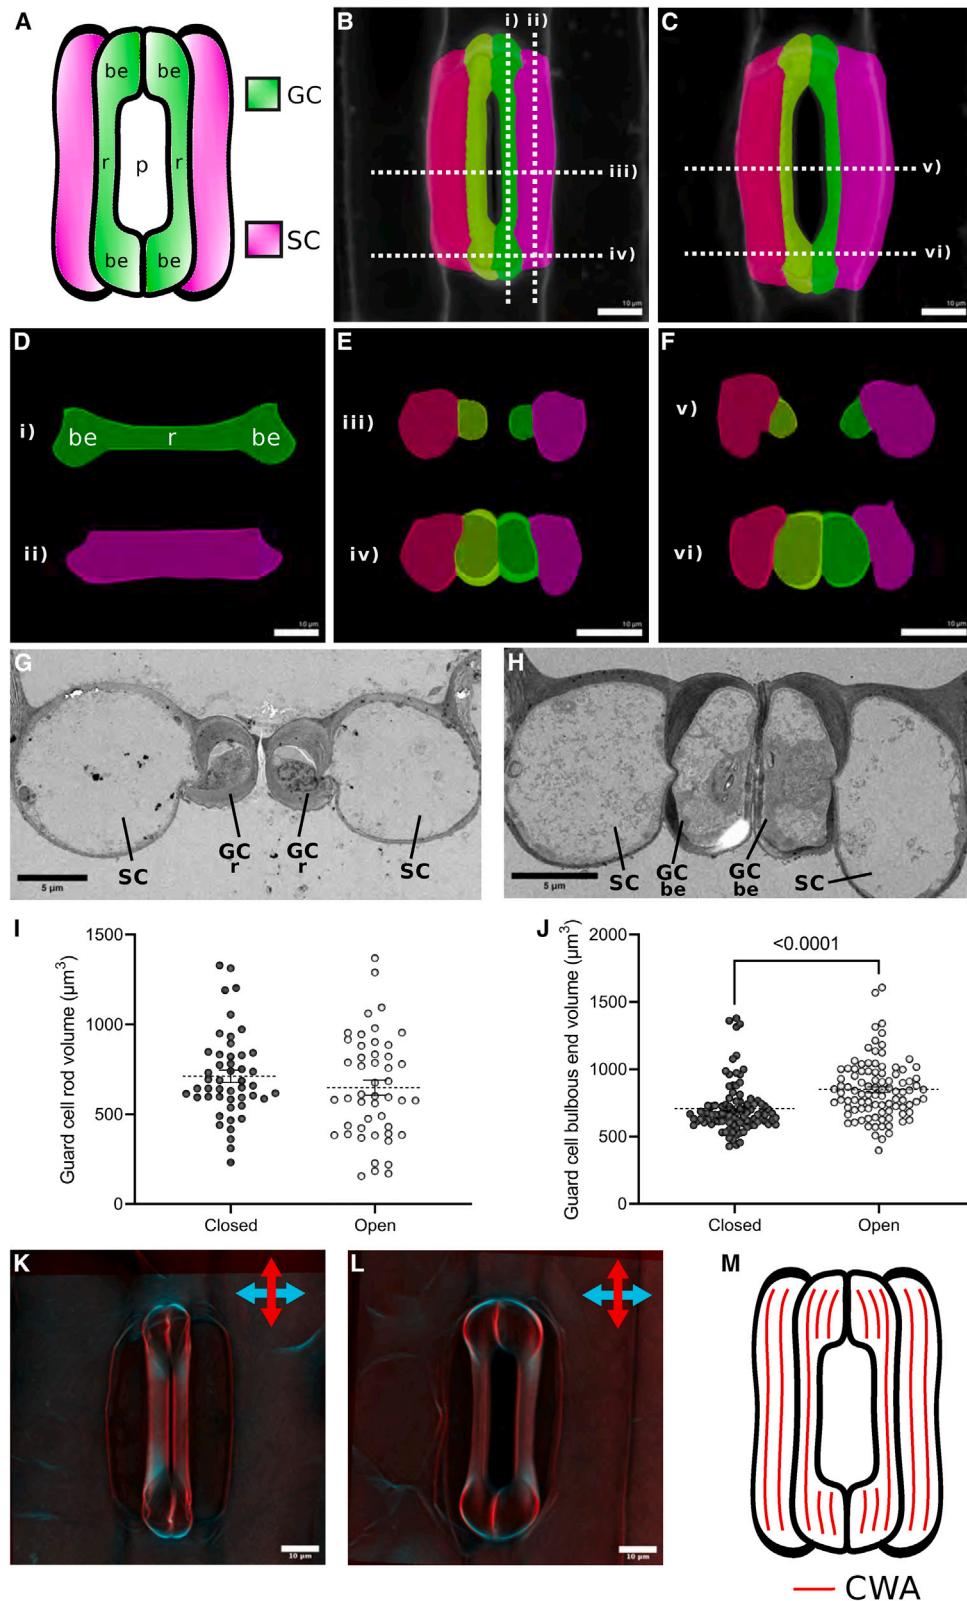 A
be be
r p r
be be
GC
SC
B
i) ii)
iii)
iv)
10 µm
C
v)
vi)
10 µm
D
i)
be r be
ii)
10 µm
E
iii)
iv)
10 µm
F
v)
vi)
10 µm
G
SC
GC
r
GC
r
SC
5 µm
H
SC
GC
be
GC
be
SC
5 µm
I
Guard cell rod volume (µm³)
1500
1000
500
0
Closed Open
J
Guard cell bulbous end volume (µm³)
<0.0001
2000
1500
1000
500
0
Closed Open
K
10 µm
L
10 µm
M
CWA